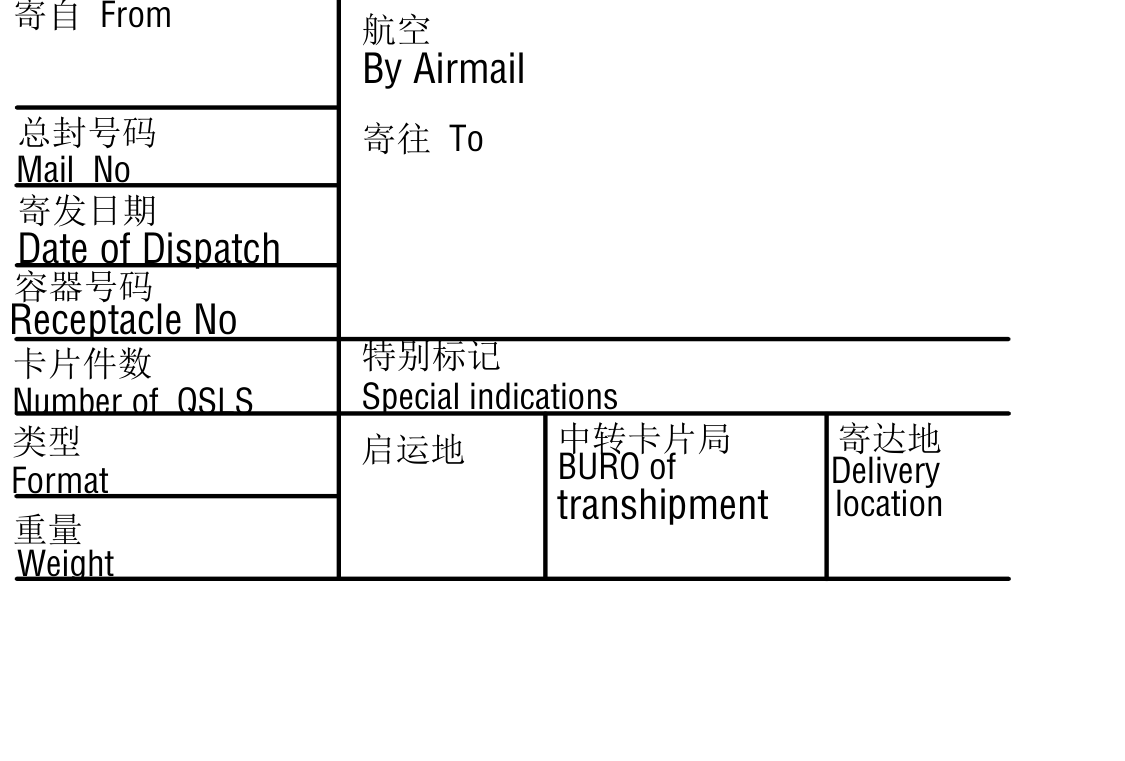 寄自 From
总封号码
Mail No
寄发日期
Date of Dispatch
容器号码
Receptacle No
卡片件数
Number of QSLS
类型
Format
重量
Weight
航空
By Airmail
寄往 To
特别标记
Special indications
启运地
中转卡片局
BURO of
transhipment
寄达地
Delivery
location